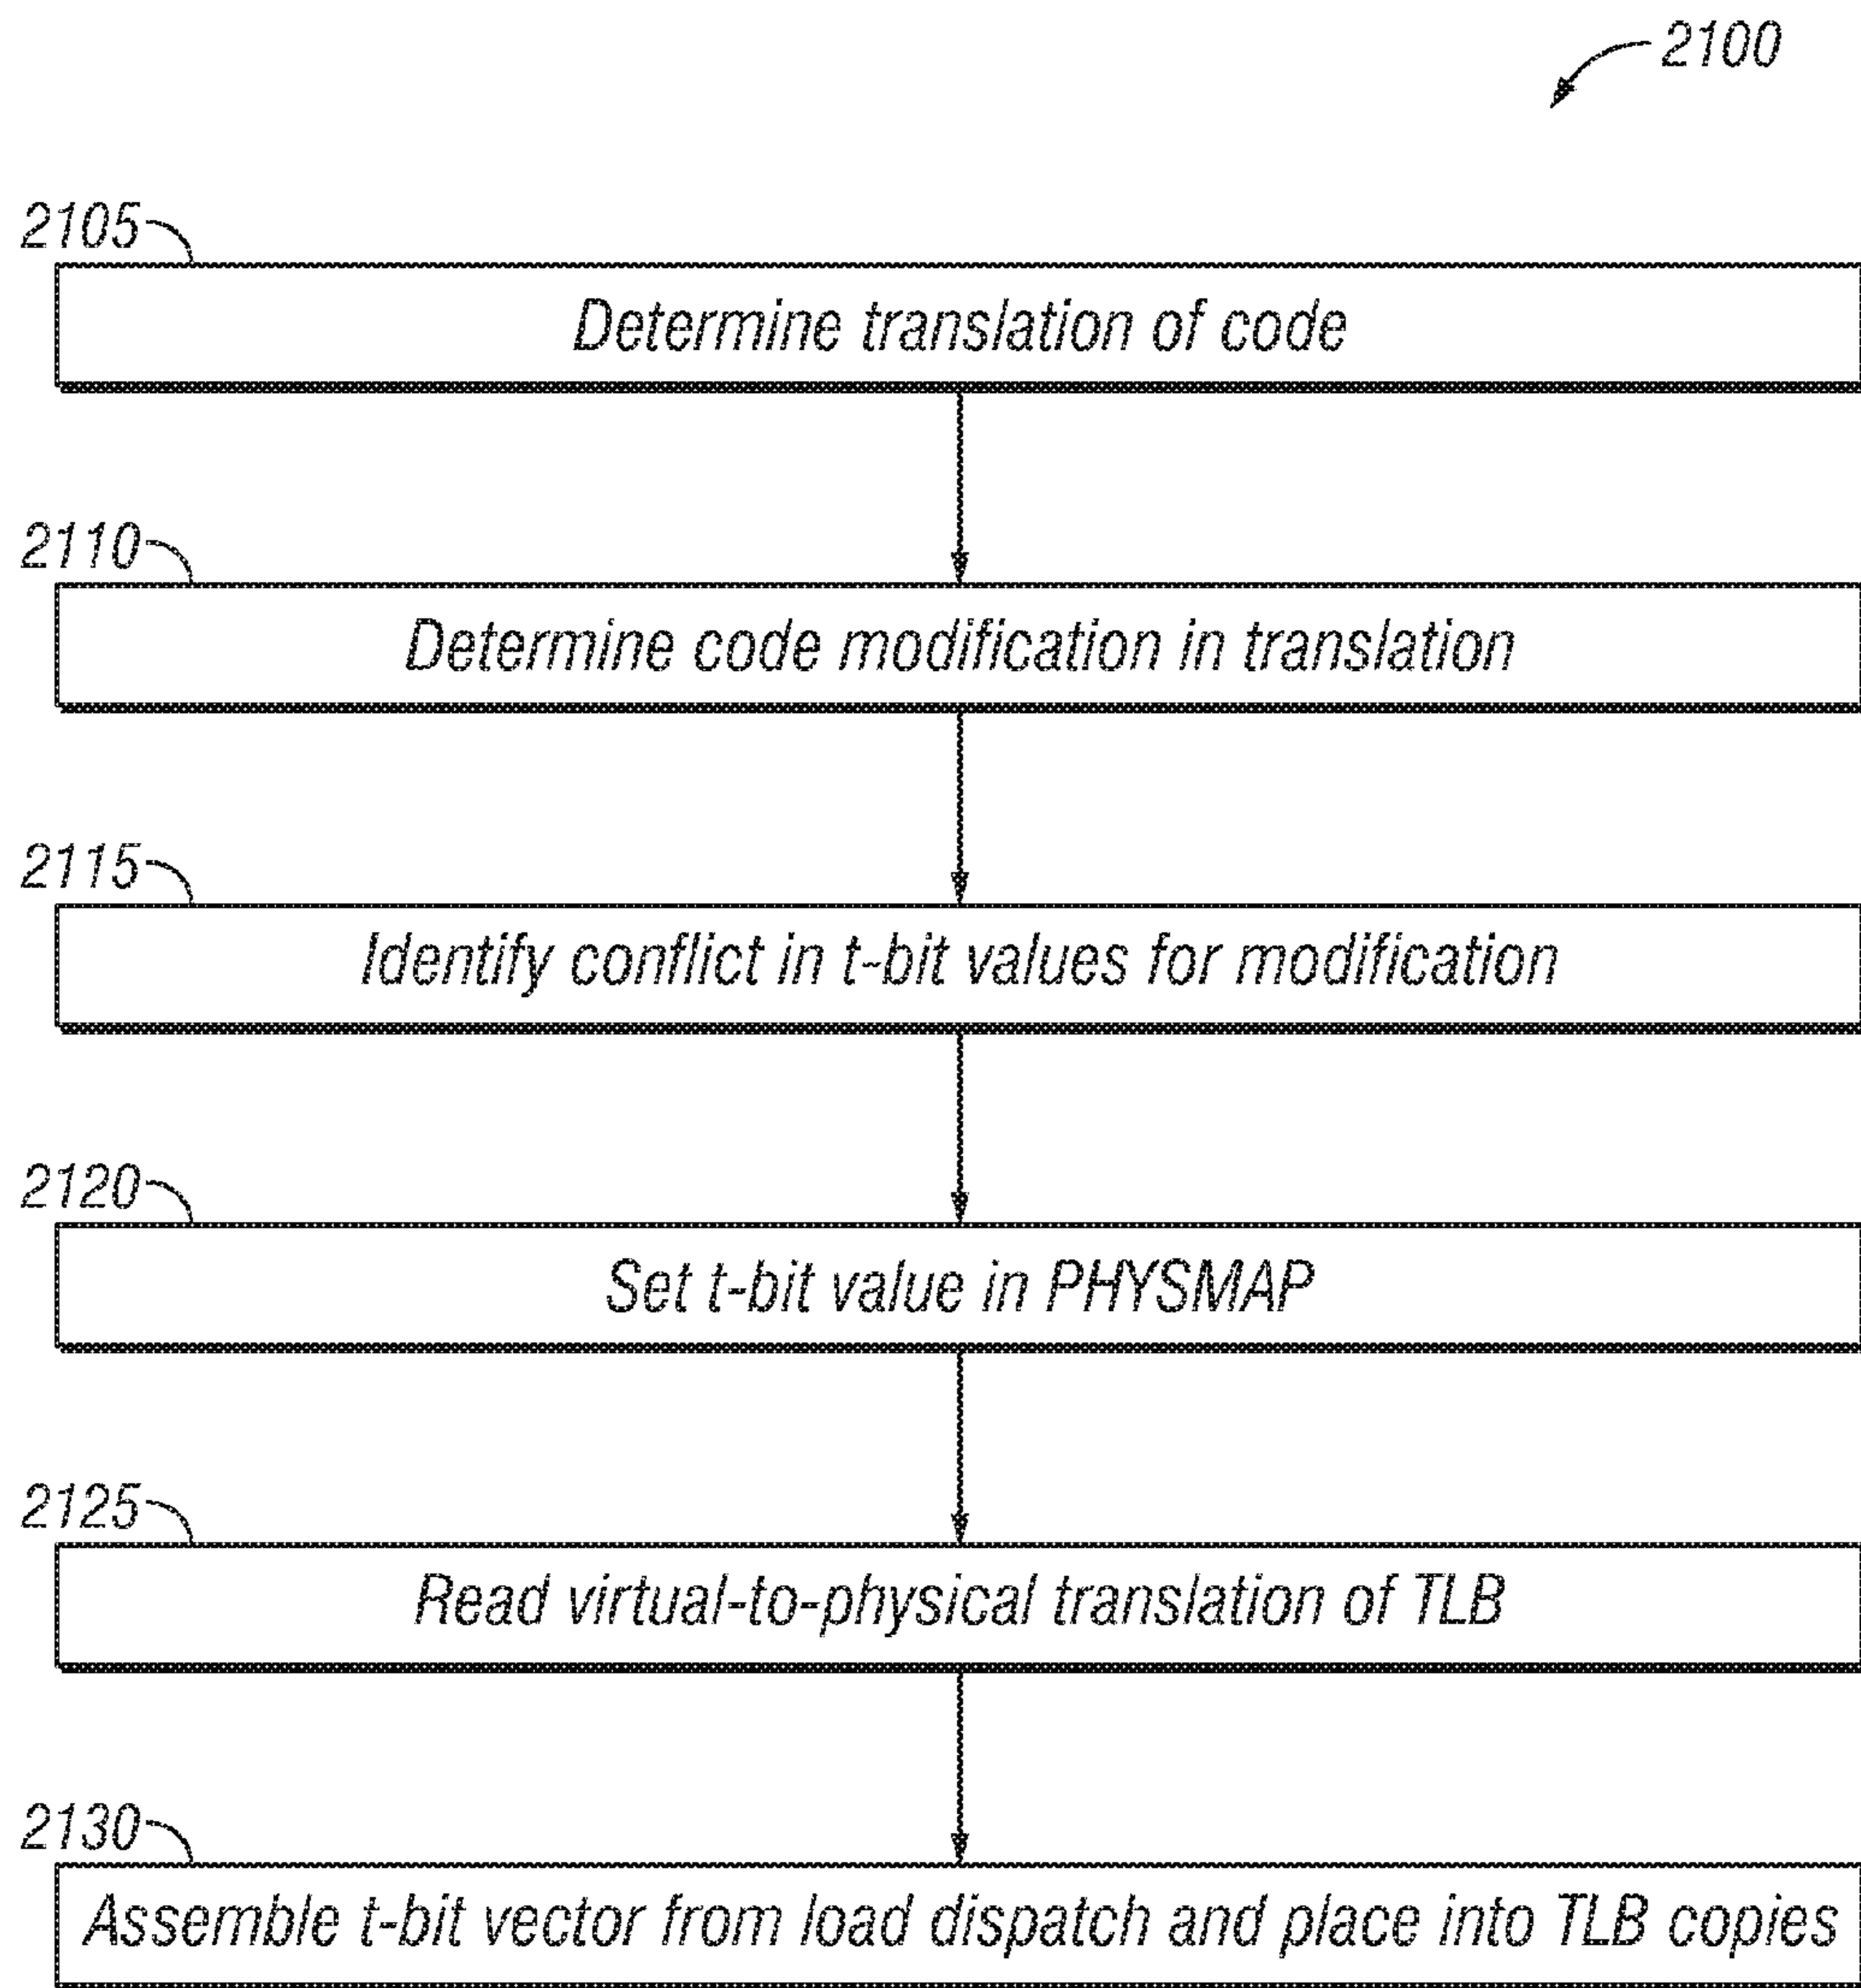 2100
2105
Determine translation of code
2110
Determine code modification in translation
2115
Identify conflict in t-bit values for modification
2120
Set t-bit value in PHYSMAP
2125
Read virtual-to-physical translation of TLB
2130
Assemble t-bit vector from load dispatch and place into TLB copies